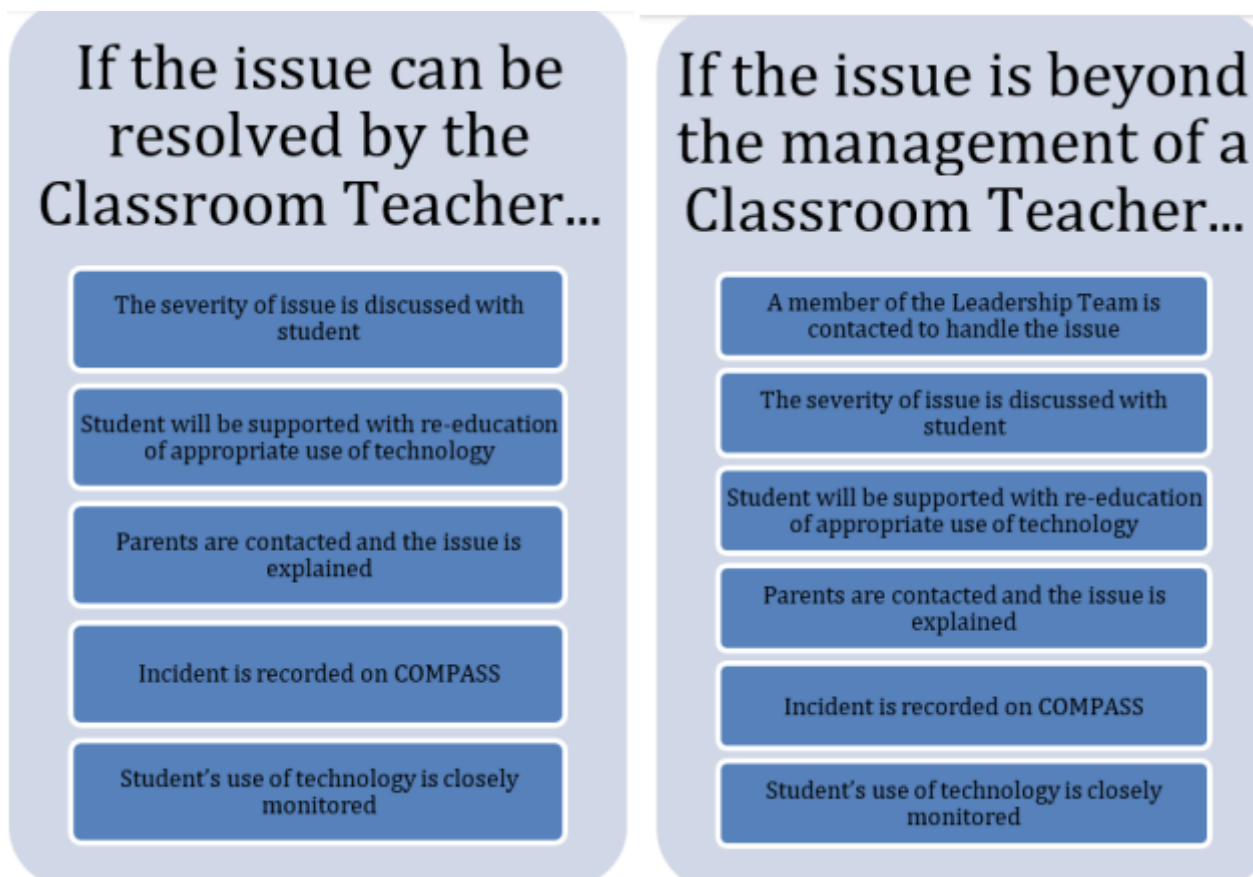 If the issue can be
resolved by the
Classroom Teacher...
The severity of issue is discussed with
student
Student will be supported with re-education
of appropriate use of technology
Parents are contacted and the issue is
explained
Incident is recorded on COMPASS
Student's use of technology is closely
monitored
If the issue is beyond
the management of a
Classroom Teacher...
A member of the Leadership Team is
contacted to handle the issue
The severity of issue is discussed with
student
Student will be supported with re-education
of appropriate use of technology
Parents are contacted and the issue is
explained
Incident is recorded on COMPASS
Student's use of technology is closely
monitored